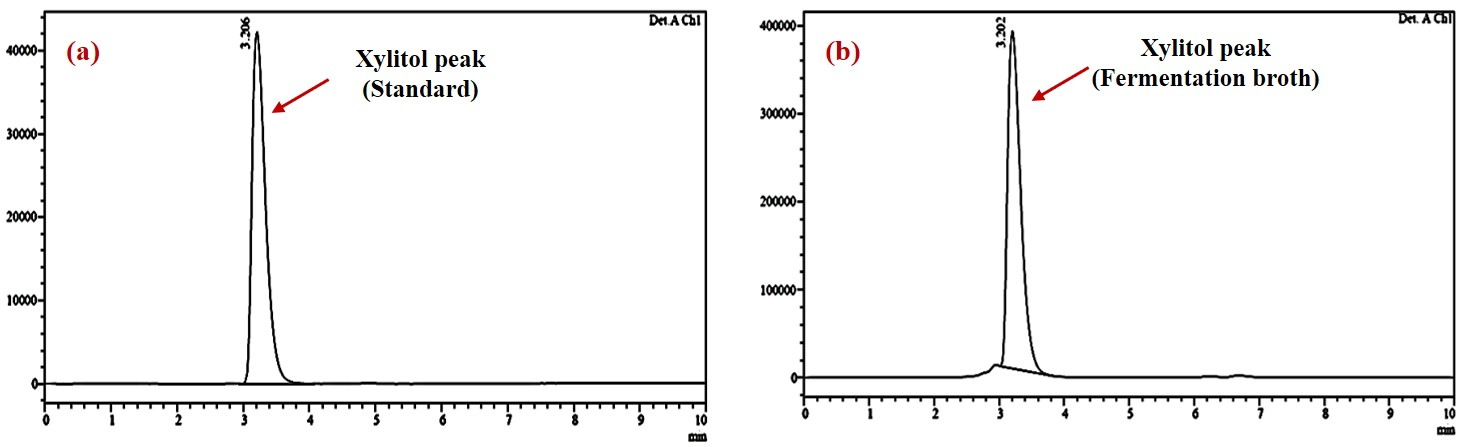 (a)
3.206
Det.A Ch1
Xylitol peak
(Standard)
40000
30000
20000
10000
0
0 1 2 3 4 5 6 7 8 9 10
min
(b)
3.202
Det. A Ch1
Xylitol peak
(Fermentation broth)
400000
300000
200000
100000
0
0 1 2 3 4 5 6 7 8 9 10
min